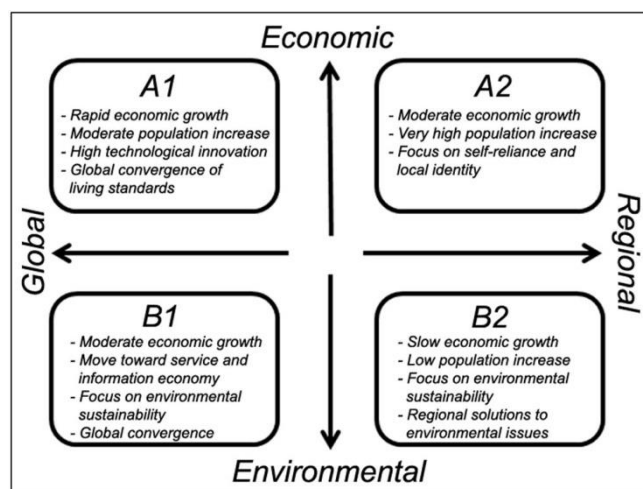 Economic
A1
- Rapid economic growth
- Moderate population increase
- High technological innovation
- Global convergence of
living standards
A2
- Moderate economic growth
- Very high population increase
- Focus on self-reliance and
local identity
Global
Regional
B1
- Moderate economic growth
- Move toward service and
information economy
- Focus on environmental
sustainability
- Global convergence
B2
- Slow economic growth
- Low population increase
- Focus on environmental
sustainability
- Regional solutions to
environmental issues
Environmental